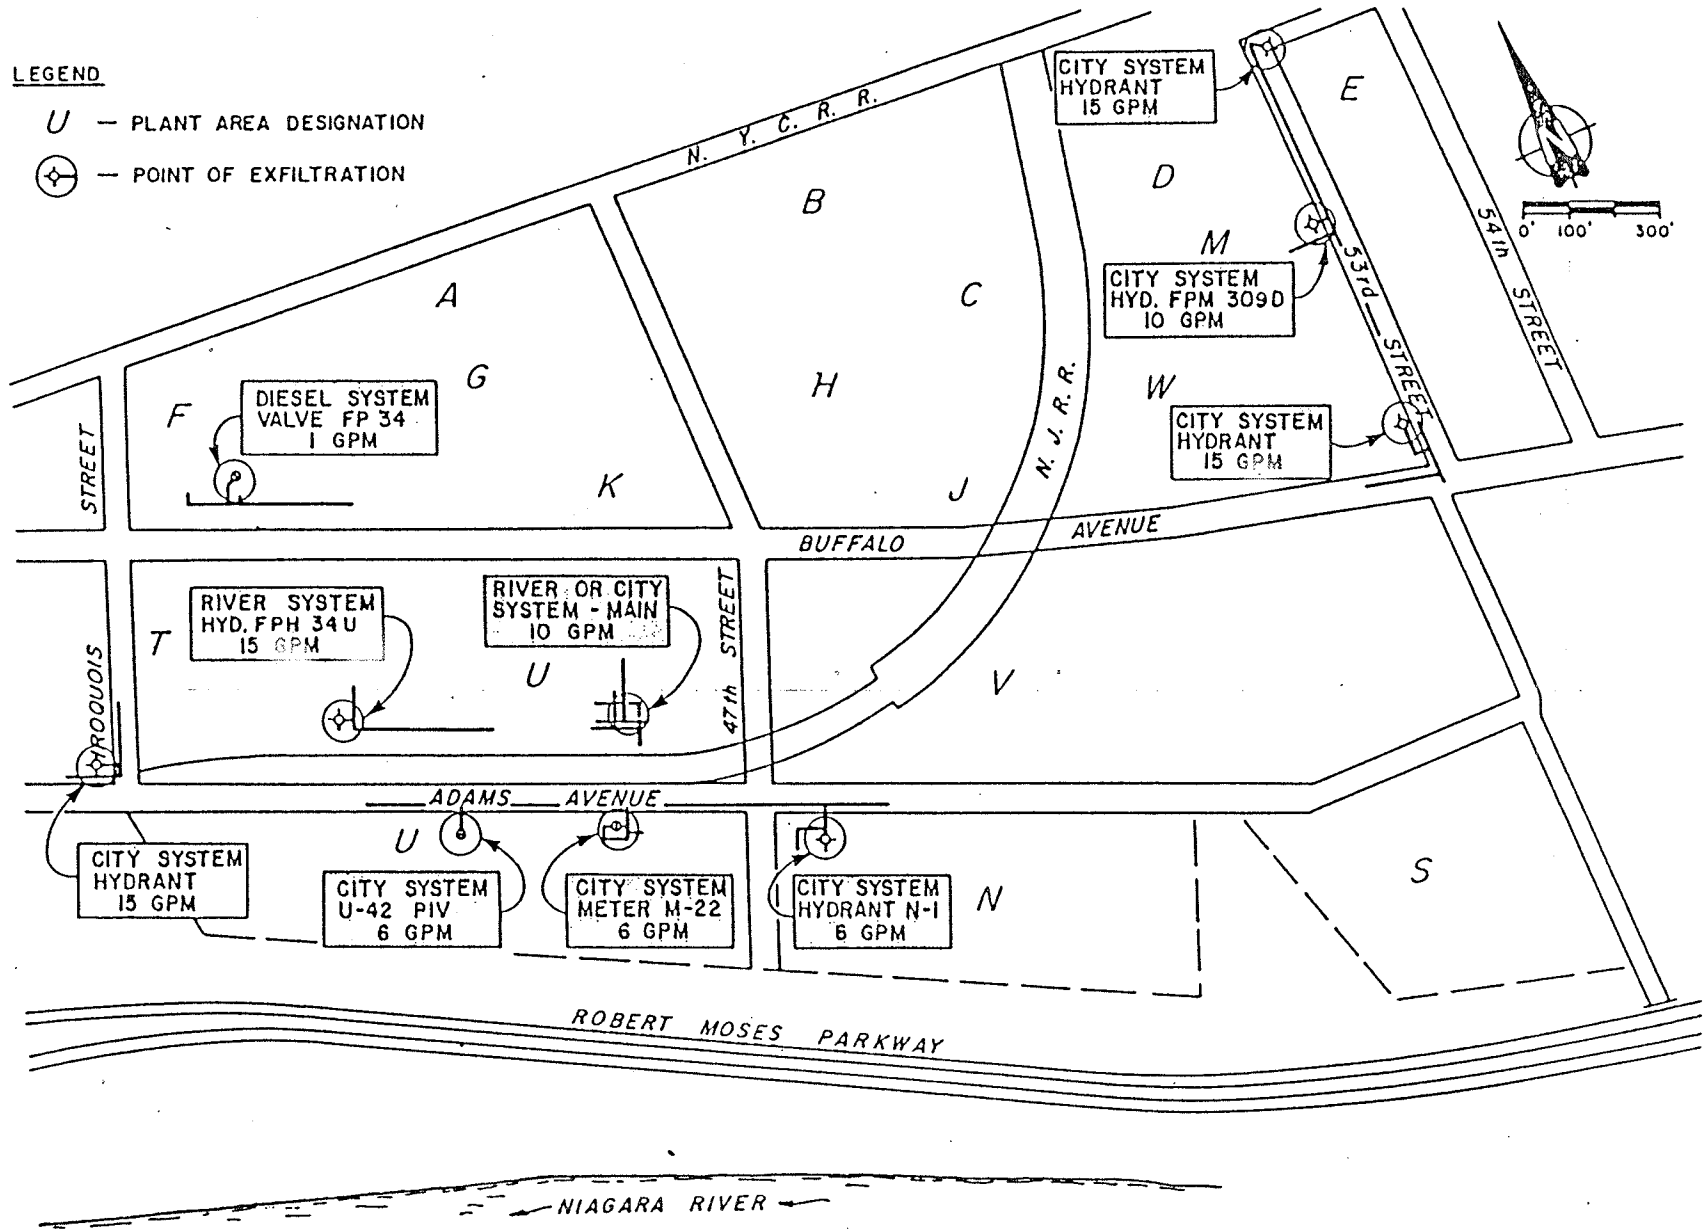 LEGEND
U — PLANT AREA DESIGNATION
— POINT OF EXFILTRATION
N. Y. C. R. R.
CITY SYSTEM
HYDRANT
15 GPM
E
N
0' 100' 300'
B
D
M
53rd STREET
54th STREET
CITY SYSTEM
HYD. FPM 309D
10 GPM
A
C
G
H
W
N. J. R. R.
F
DIESEL SYSTEM
VALVE FP 34
1 GPM
CITY SYSTEM
HYDRANT
15 GPM
K
J
BUFFALO AVENUE
IROQUOIS STREET
T
RIVER SYSTEM
HYD. FPH 34U
15 GPM
RIVER OR CITY
SYSTEM - MAIN
10 GPM
U
47th STREET
V
ADAMS AVENUE
CITY SYSTEM
HYDRANT
15 GPM
U
CITY SYSTEM
U-42 PIV
6 GPM
CITY SYSTEM
METER M-22
6 GPM
CITY SYSTEM
HYDRANT N-1
6 GPM
N
S
ROBERT MOSES PARKWAY
NIAGARA RIVER